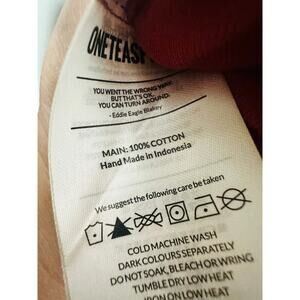 ONETEASP
YOU WENT THE WRONG WAY
BUT THAT'S OK.
YOU CAN TURN AROUND.
- Eddie Eagle Blakery
MAIN: 100% COTTON
Hand Made in Indonesia
We suggest the following care be taken
COLD MACHINE WASH
DARK COLOURS SEPARATELY
DO NOT SOAK, BLEACH OR WRING
TUMBLE DRY LOW HEAT
IRON ON LOW HEAT